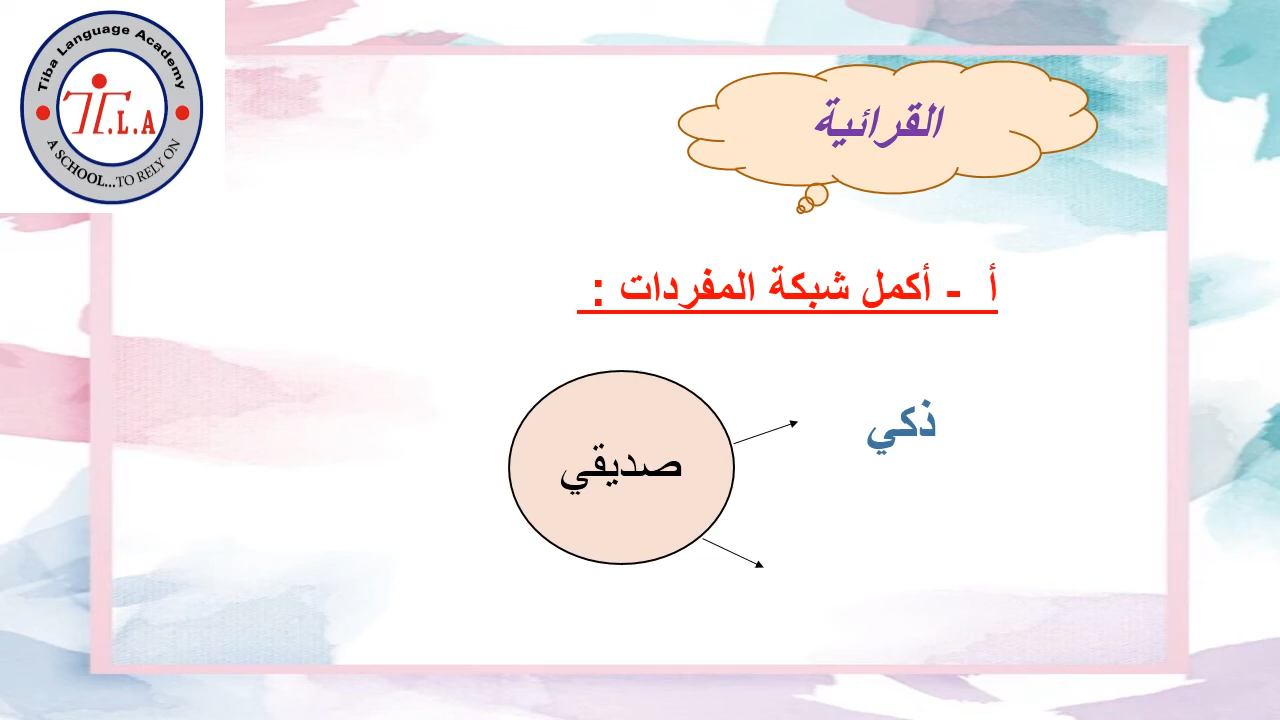 Tiba Language Academy
T.L.A
A SCHOOL...TO RELY ON
القرائية
أ - أكمل شبكة المفردات :
ذكي
صديقي